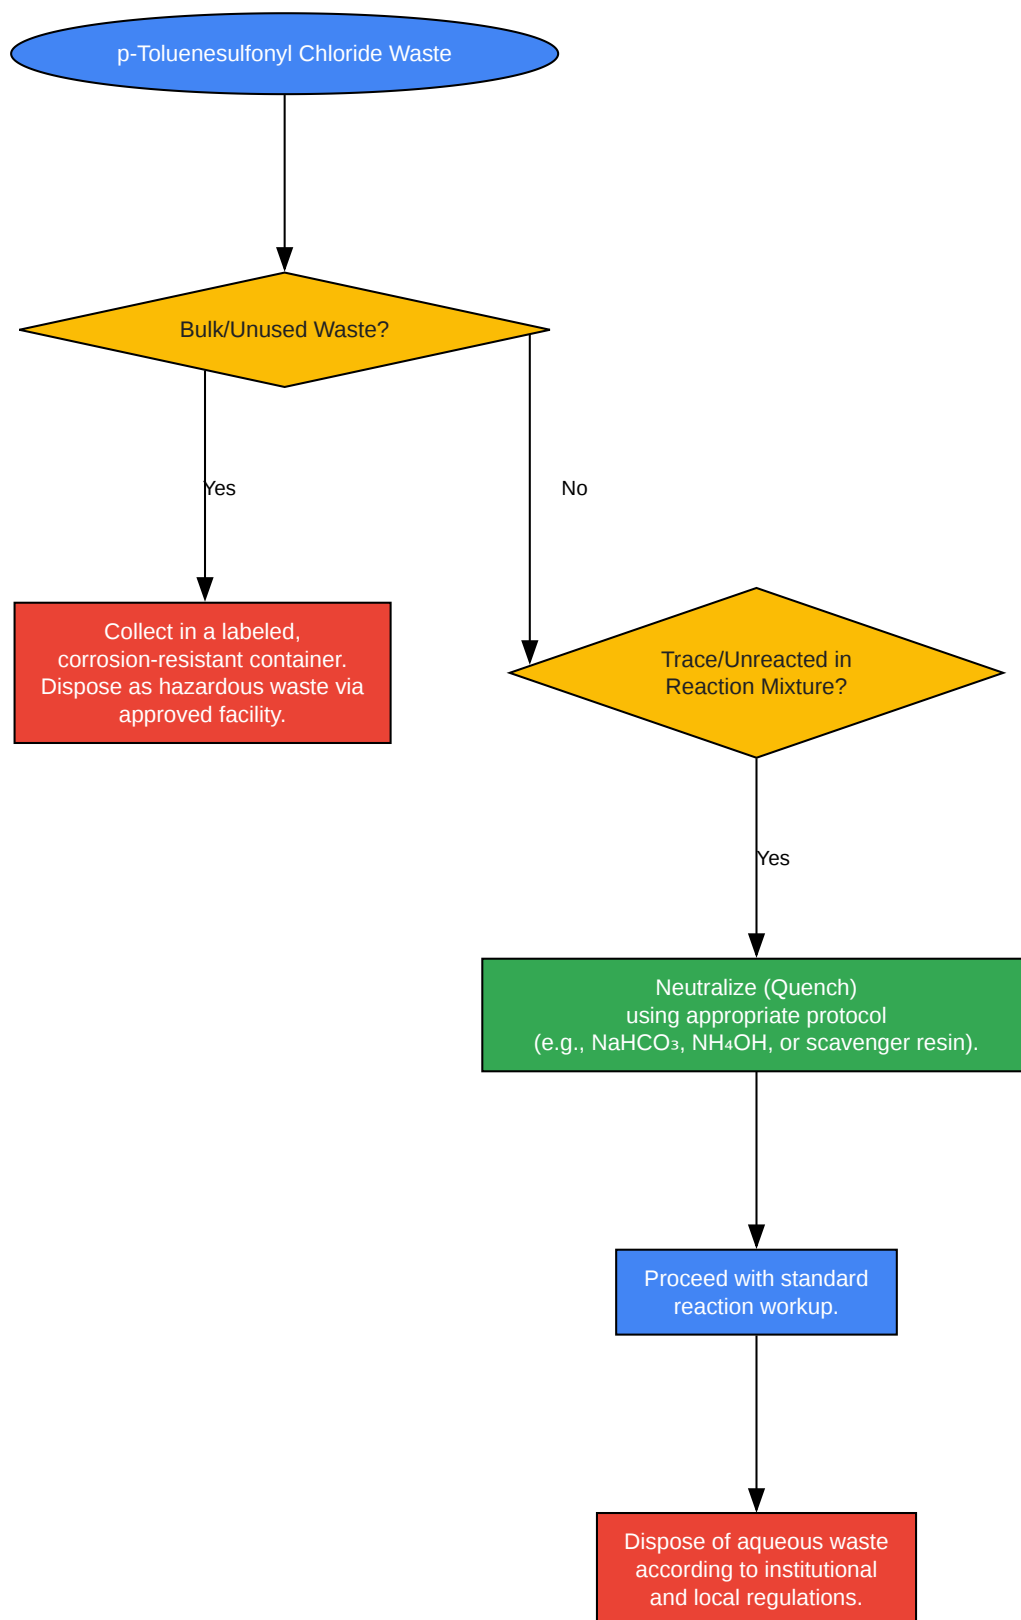 p-Toluenesulfonyl Chloride Waste
Bulk/Unused Waste?
Yes
No
Collect in a labeled,
corrosion-resistant container.
Dispose as hazardous waste via
approved facility.
Trace/Unreacted in
Reaction Mixture?
Yes
Neutralize (Quench)
using appropriate protocol
(e.g., NaHCO₃, NH₄OH, or scavenger resin).
Proceed with standard
reaction workup.
Dispose of aqueous waste
according to institutional
and local regulations.